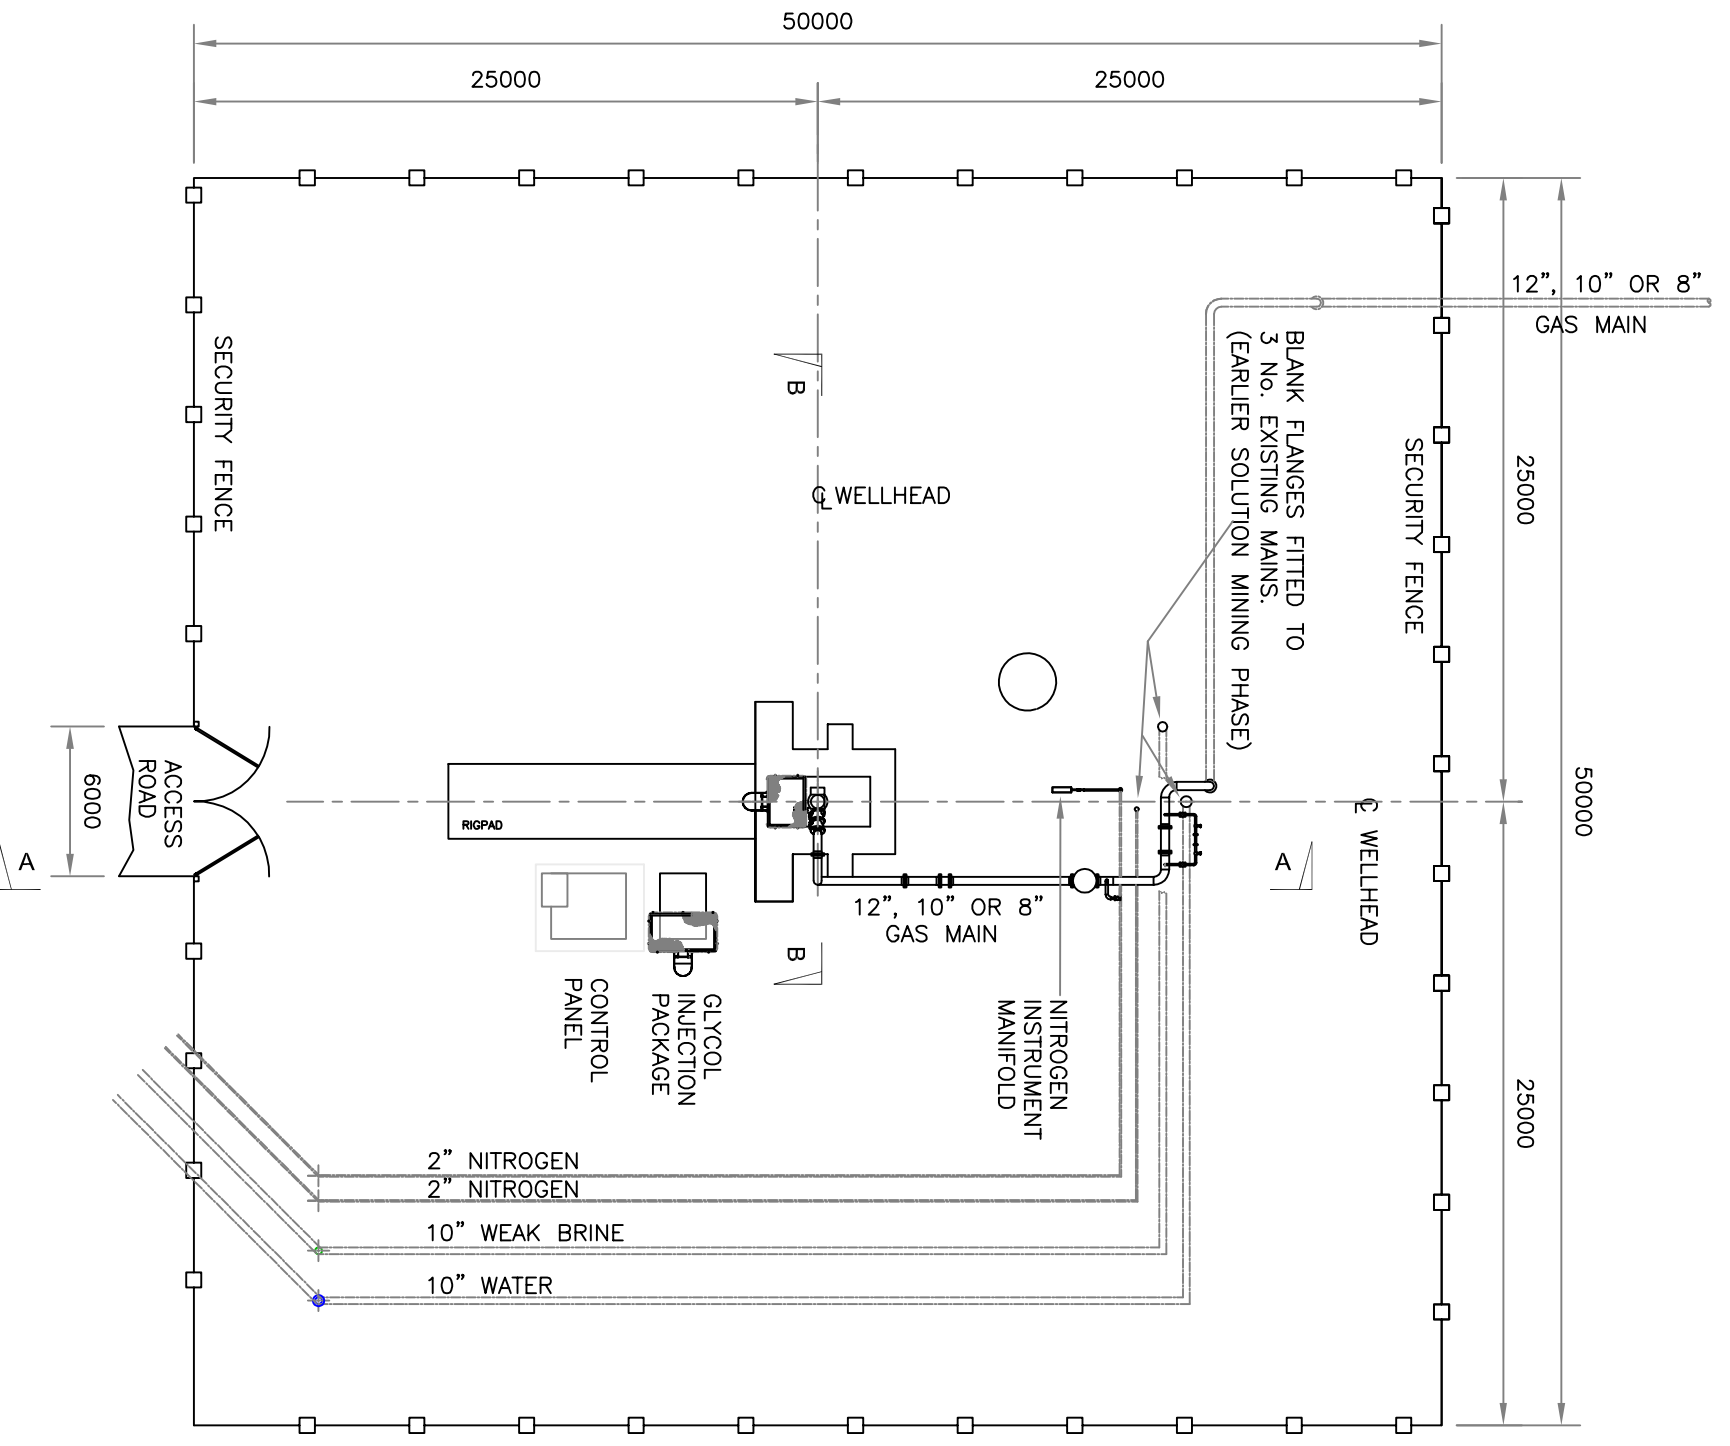 50000
25000
25000
12", 10" OR 8"
GAS MAIN
BLANK FLANGES FITTED TO
3 No. EXISTING MAINS.
(EARLIER SOLUTION MINING PHASE)
SECURITY FENCE
SECURITY FENCE
B
℄ WELLHEAD
25000
50000
ACCESS
ROAD
6000
A
RIGPAD
A
℄ WELLHEAD
12", 10" OR 8"
GAS MAIN
B
CONTROL
PANEL
GLYCOL
INJECTION
PACKAGE
NITROGEN
INSTRUMENT
MANIFOLD
25000
2" NITROGEN
2" NITROGEN
10" WEAK BRINE
10" WATER